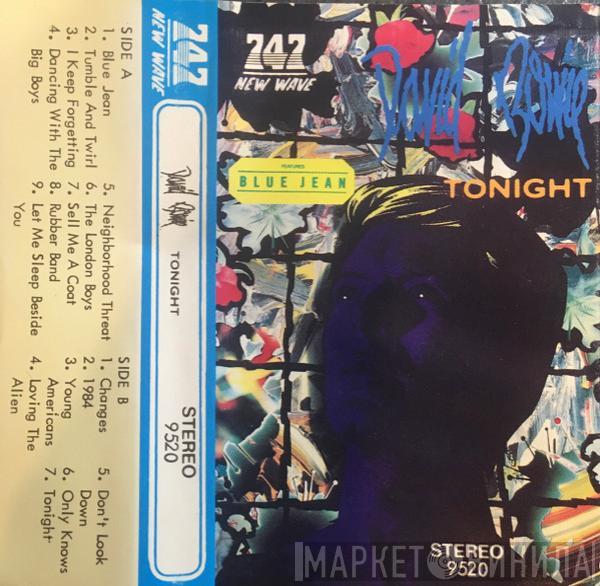 SIDE A
1. Blue Jean
2. Tumble And Twirl
3. I Keep Forgetting
4. Dancing With The
Big Boys
5. Neighborhood Threat
6. The London Boys
7. Sell Me A Coat
8. Rubber Band
9. Let Me Sleep Beside
You
SIDE B
1. Changes
2. 1984
3. Young
Americans
4. Loving The
Alien
5. Don't Look
Down
6. Only Knows
7. Tonight
747
NEW WAVE
David Bowie
TONIGHT
STEREO
9520
747
NEW WAVE
David Bowie
FEATURES
BLUE JEAN
TONIGHT
STEREO
9520
МАРКЕТ ВИНИЛА